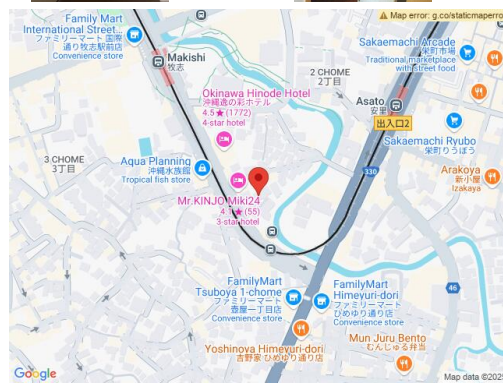 Map error: g.co/staticmaperro
Family Mart
International Street...
ファミリーマート 国際
通り牧志駅前店
Convenience store
Makishi
牧志
2 CHOME
2丁目
Sakaemachi Arcade
栄町市場
Traditional marketplace
with street food
Okinawa Hinode Hotel
沖縄逸の彩ホテル
4.5★(1772)
4-star hotel
Asato
安里
出入口2
Sakaemachi Ryubo
栄町りうぼう
3 CHOME
3丁目
Aqua Planning
沖縄水族館
Tropical fish store
330
Arakoya
新小屋
Izakaya
Mr.KINJO Miki24
(55)
3-star hotel
FamilyMart
Tsuboya 1-chome
ファミリーマート
壺屋一丁目店
Convenience store
FamilyMart
Himeyuri-dori
ファミリーマート
ひめゆり通り店
Convenience store
46
Yoshinoya Himeyuri-dori
吉野家 ひめゆり通り店
Mun Juru Bento
むんじゅる弁当
Google
Map data ©202